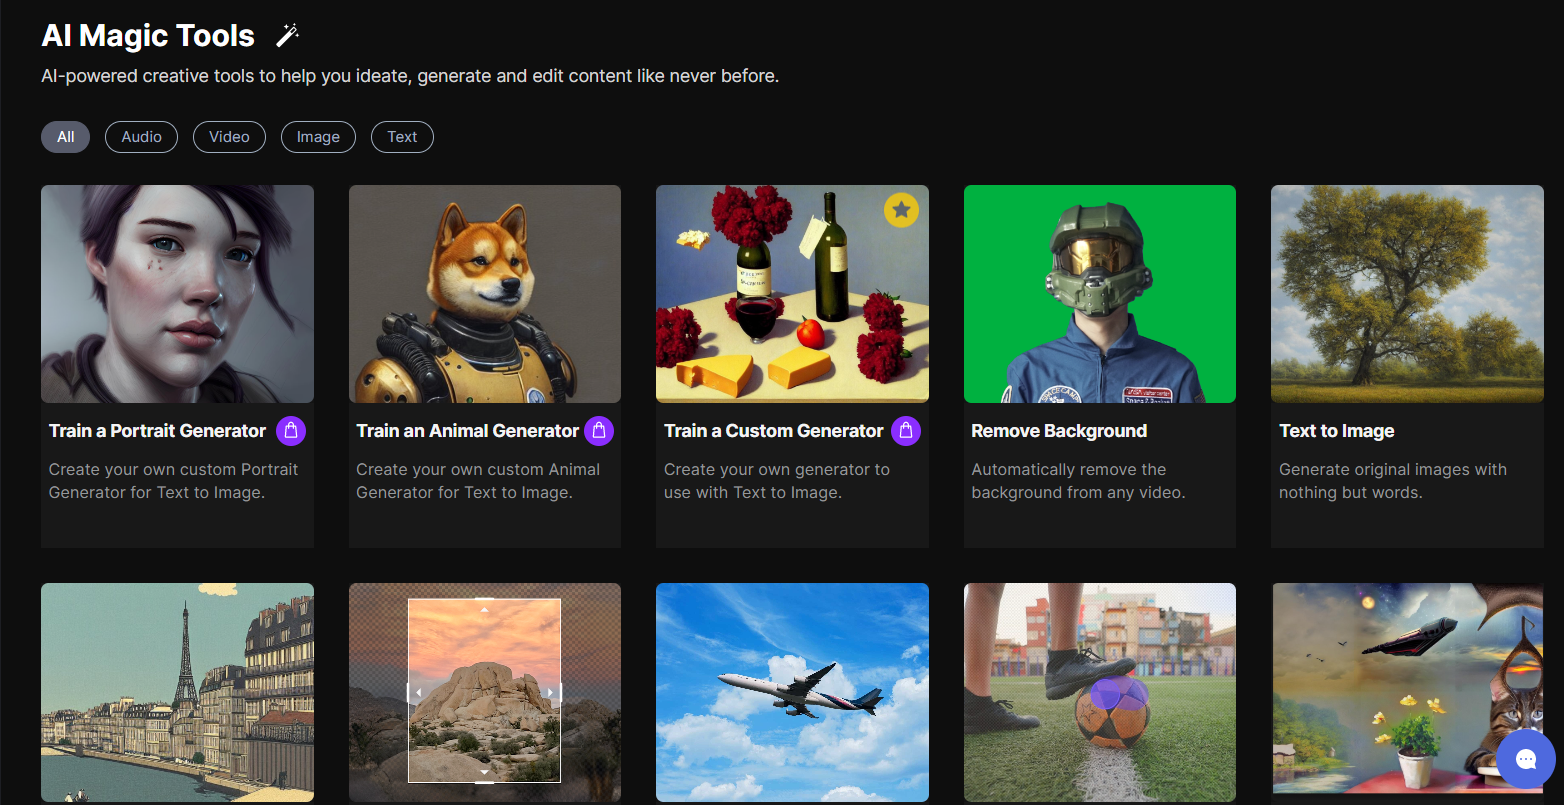 AI Magic Tools
AI-powered creative tools to help you ideate, generate and edit content like never before.
All
Audio
Video
Image
Text
Train a Portrait Generator
Create your own custom Portrait
Generator for Text to Image.
Train an Animal Generator
Create your own custom Animal
Generator for Text to Image.
Train a Custom Generator
Create your own generator to
use with Text to Image.
Remove Background
Automatically remove the
background from any video.
Text to Image
Generate original images with
nothing but words.